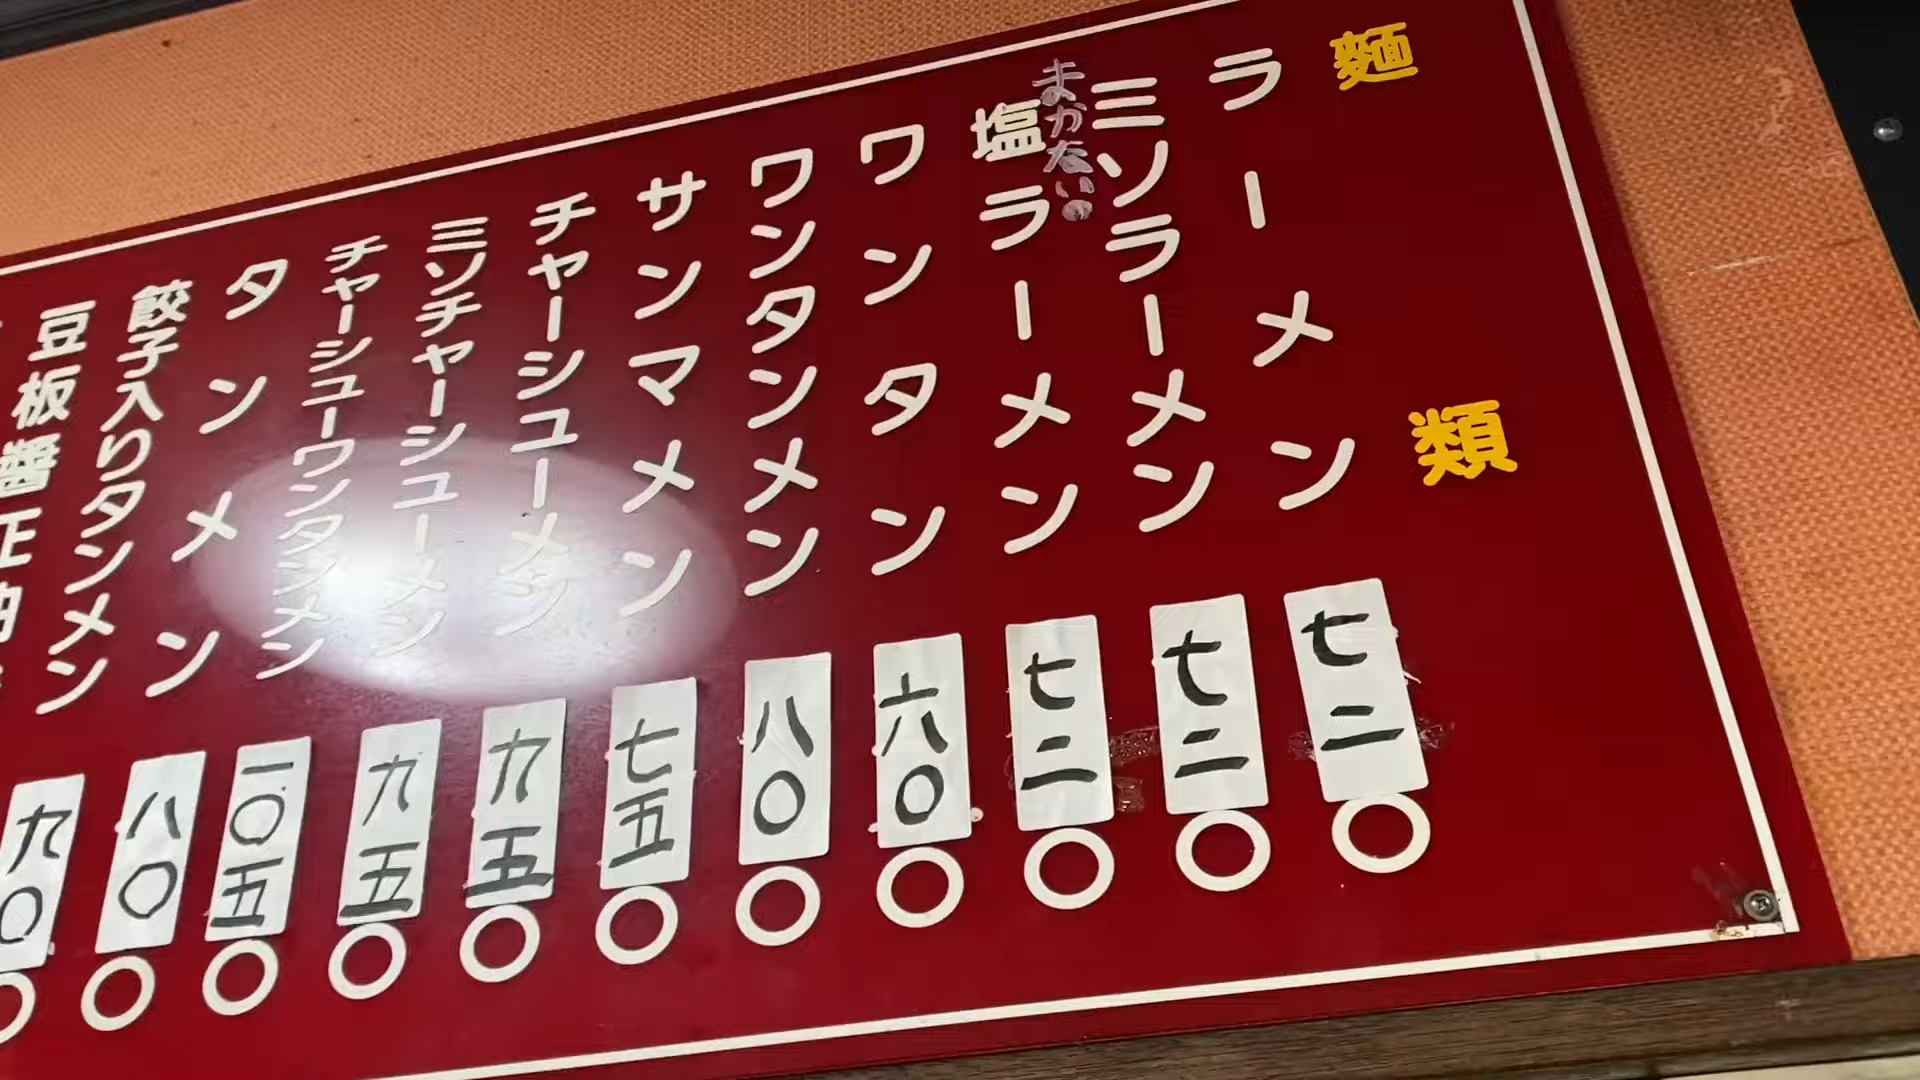 麺類
ラーメン 七二〇
ミソラーメン 七二〇
まかないの
塩ラーメン 七二〇
ワンタン 六〇〇
ワンタンメン 八〇〇
サンマメン 七五〇
チャーシューメン 九五〇
ミソチャーシューメン 九五〇
チャーシューワンタンメン 一〇五〇
タンメン 八〇〇
餃子入りタンメン 九〇〇
豆板醤